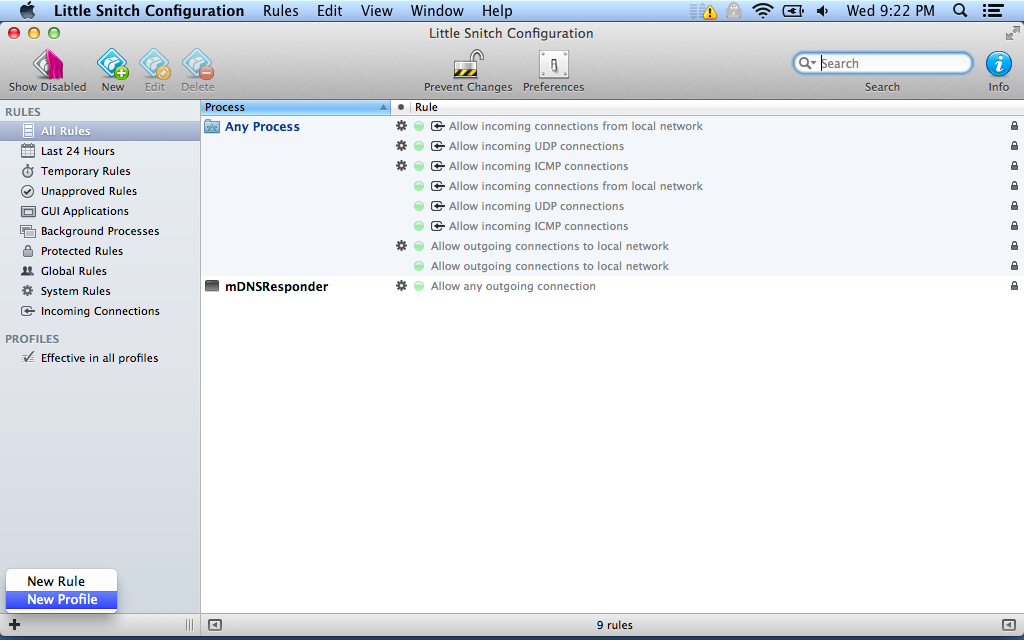 Little Snitch Configuration Rules Edit View Window Help Wed 9:22 PM
Little Snitch Configuration
Show Disabled New Edit Delete Prevent Changes Preferences Search Search Info
RULES
All Rules
Last 24 Hours
Temporary Rules
Unapproved Rules
GUI Applications
Background Processes
Protected Rules
Global Rules
System Rules
Incoming Connections
PROFILES
Effective in all profiles
Process Rule
Any Process Allow incoming connections from local network
Allow incoming UDP connections
Allow incoming ICMP connections
Allow incoming connections from local network
Allow incoming UDP connections
Allow incoming ICMP connections
Allow outgoing connections to local network
Allow outgoing connections to local network
mDNSResponder Allow any outgoing connection
New Rule
New Profile
9 rules